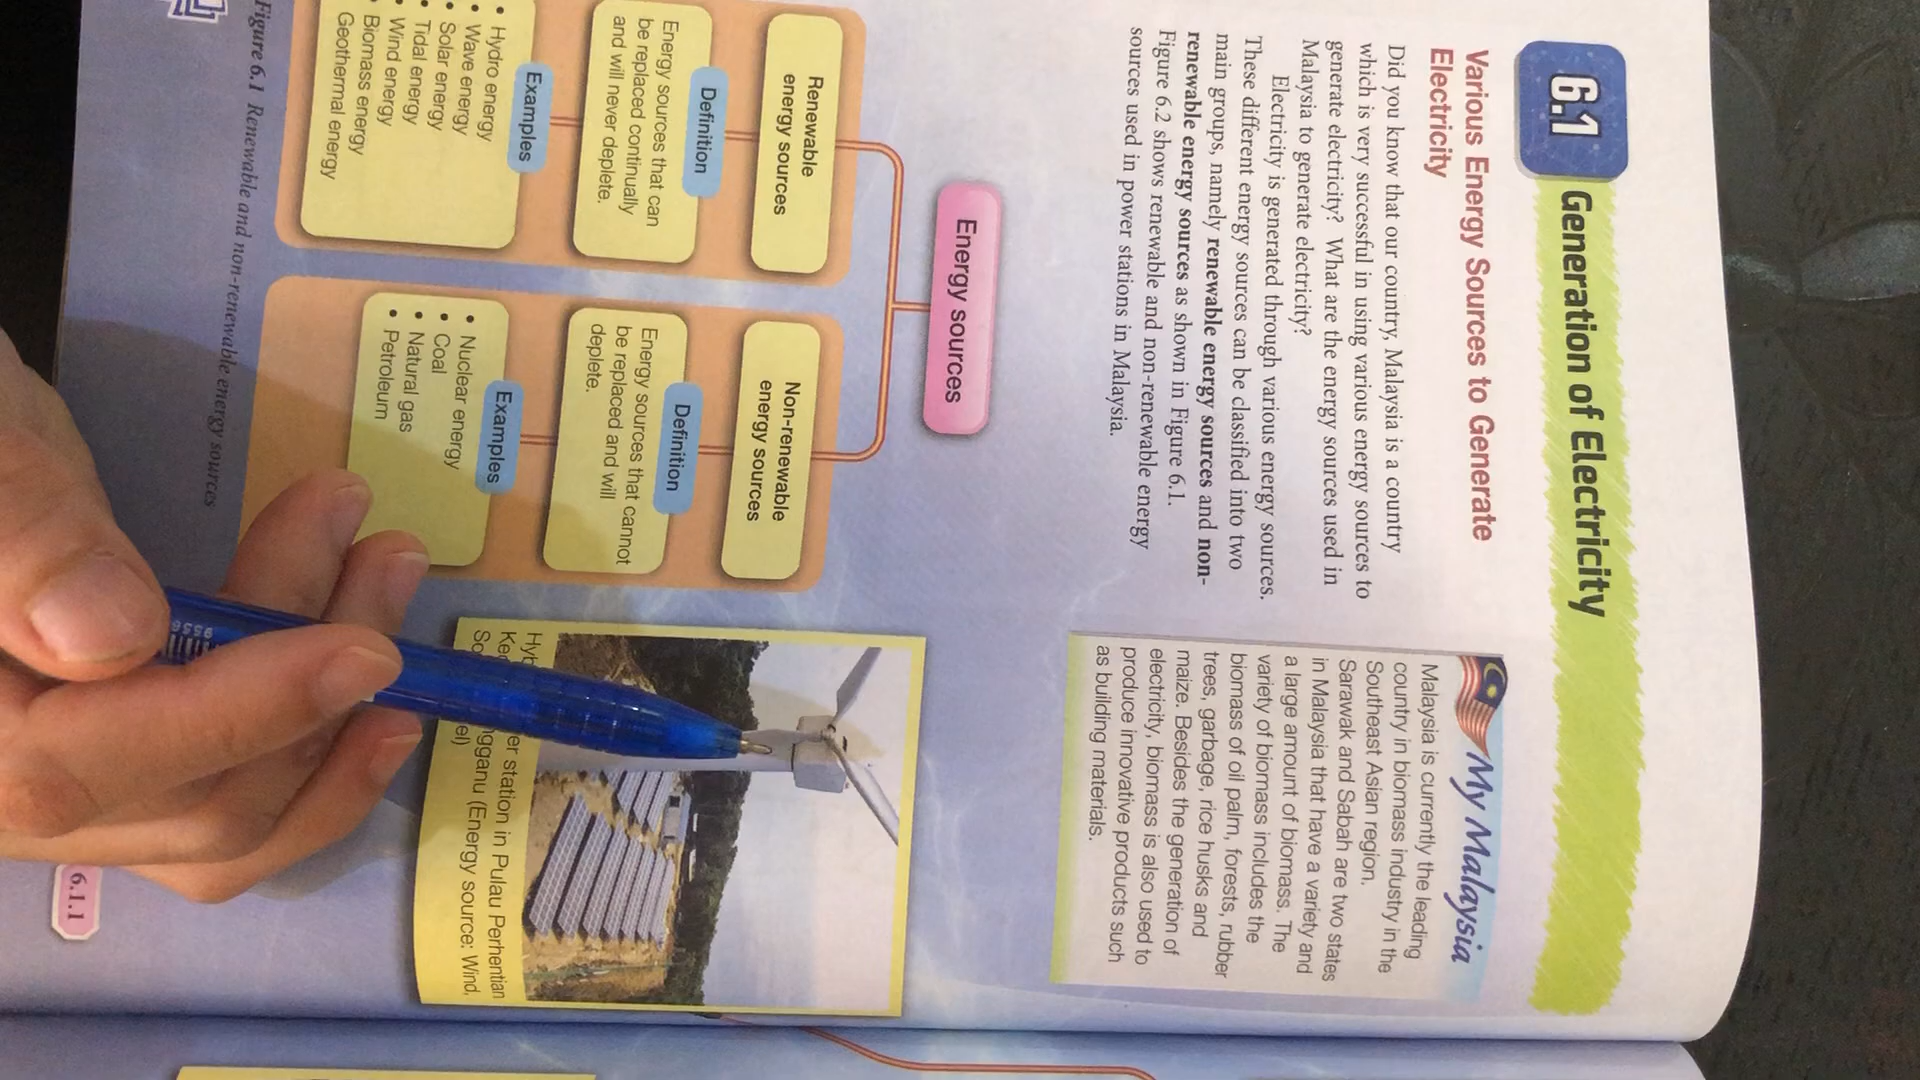 6.1
Generation of Electricity
Various Energy Sources to Generate
Electricity
Did you know that our country, Malaysia is a country
which is very successful in using various energy sources to
generate electricity? What are the energy sources used in
Malaysia to generate electricity?
Electricity is generated through various energy sources.
These different energy sources can be classified into two
main groups, namely renewable energy sources and non-
renewable energy sources as shown in Figure 6.1.
Figure 6.2 shows renewable and non-renewable energy
sources used in power stations in Malaysia.
My Malaysia
Malaysia is currently the leading
country in biomass industry in the
Southeast Asian region.
Sarawak and Sabah are two states
in Malaysia that have a variety and
a large amount of biomass. The
variety of biomass includes the
biomass of oil palm, forests, rubber
trees, garbage, rice husks and
maize. Besides the generation of
electricity, biomass is also used to
produce innovative products such
as building materials.
Energy sources
Renewable
energy sources
Definition
Energy sources that can
be replaced continually
and will never deplete.
Examples
• Hydro energy
• Wave energy
• Solar energy
• Tidal energy
• Wind energy
• Biomass energy
Geothermal energy
Non-renewable
energy sources
Definition
Energy sources that cannot
be replaced and will
deplete.
Examples
• Nuclear energy
• Coal
• Natural gas
• Petroleum
Figure 6.1 Renewable and non-renewable energy sources
station in Pulau Perhentian
(Energy source: Wind,
6.1.1